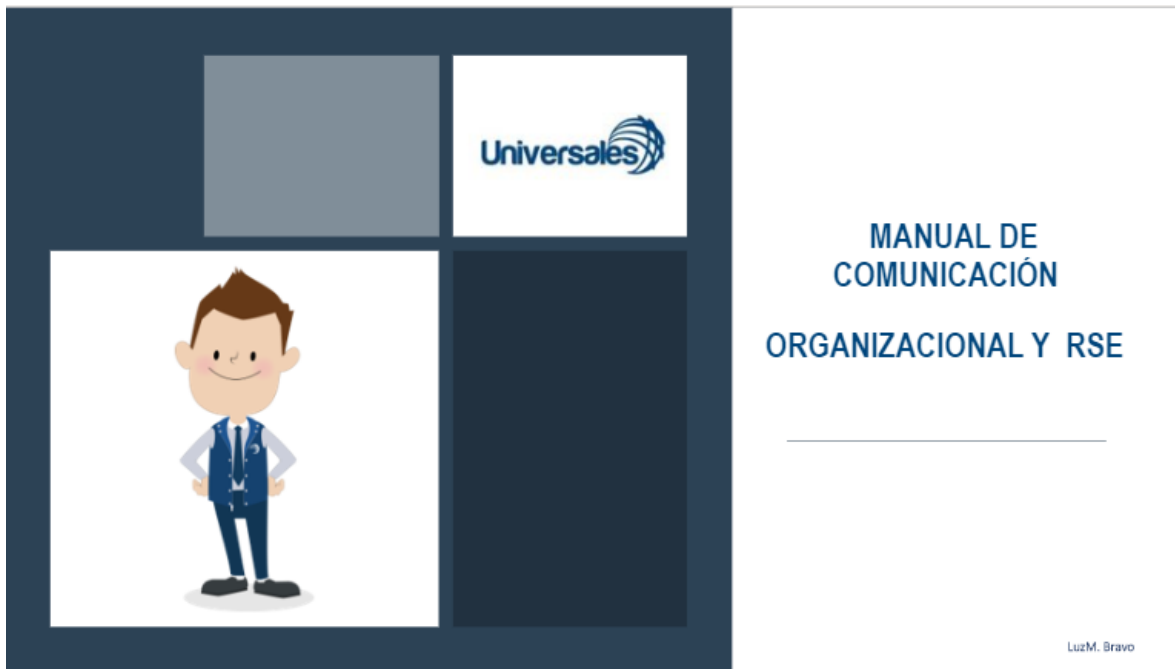 Universales
MANUAL DE
COMUNICACIÓN
ORGANIZACIONAL Y RSE
LuzM. Bravo